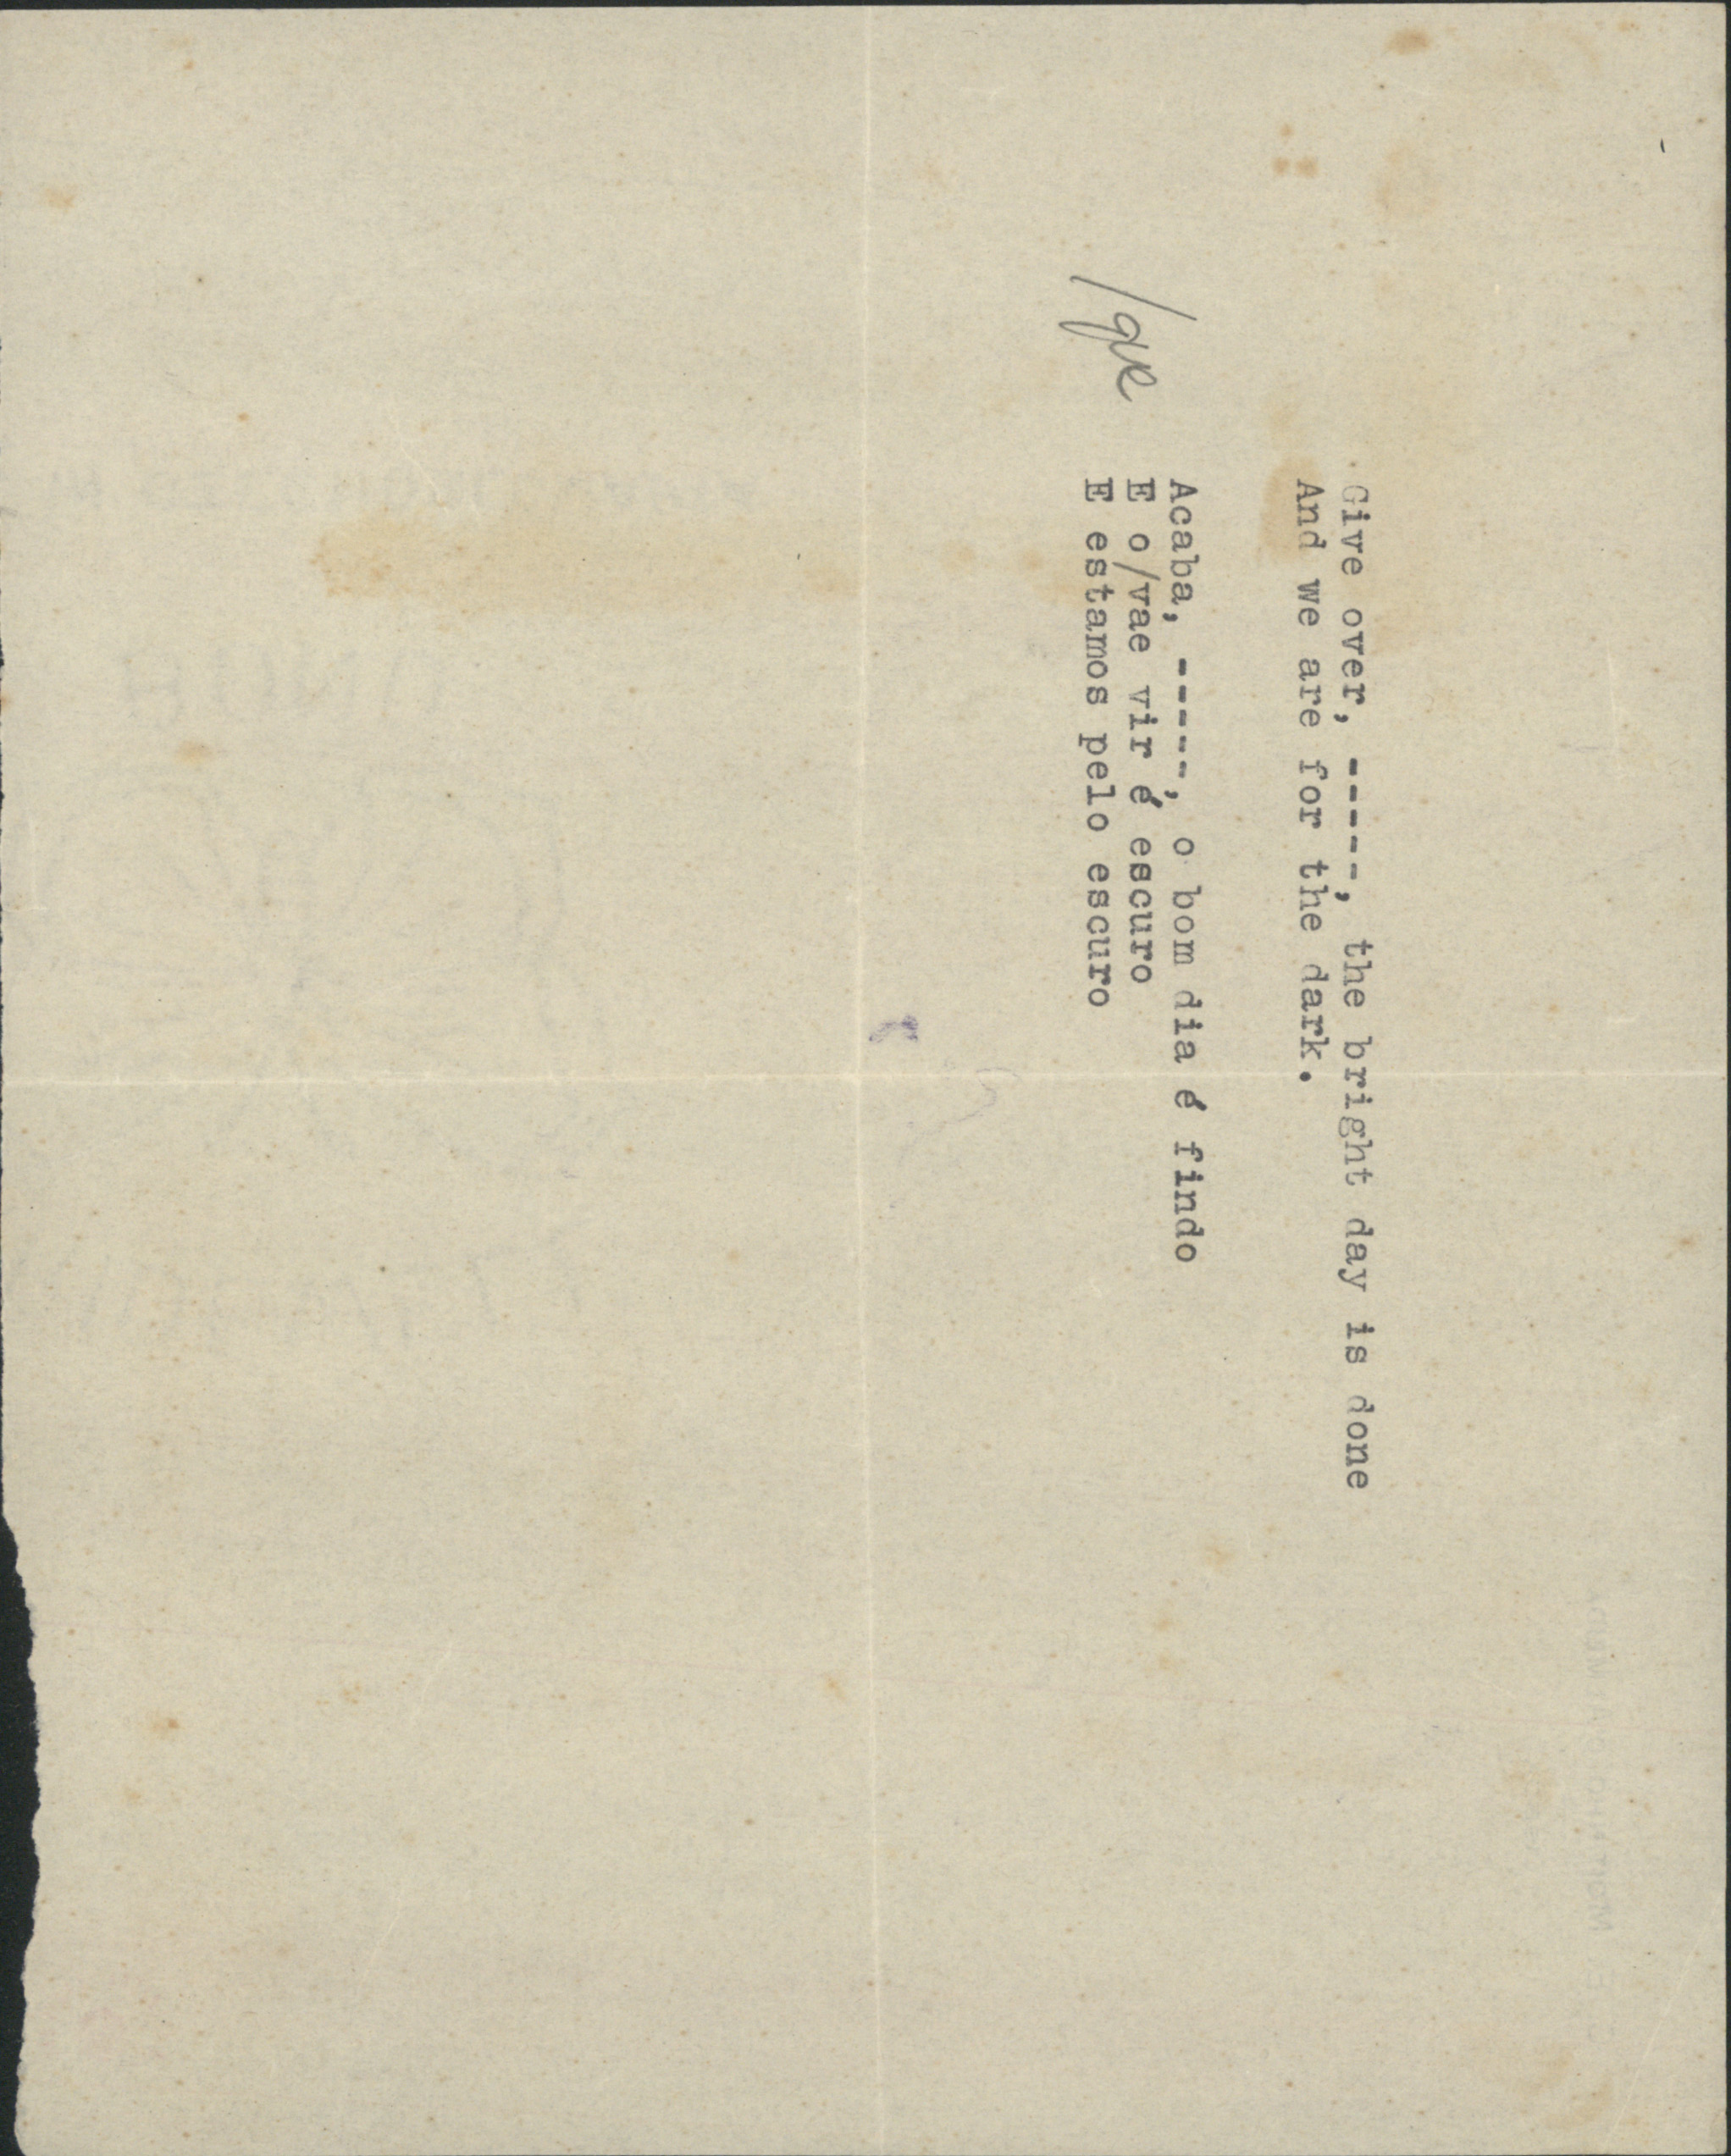 Give over, -----, the bright day is done
And we are for the dark.
Acaba, -----, o bom dia é findo
/que E o/vae vir é escuro
E estamos pelo escuro